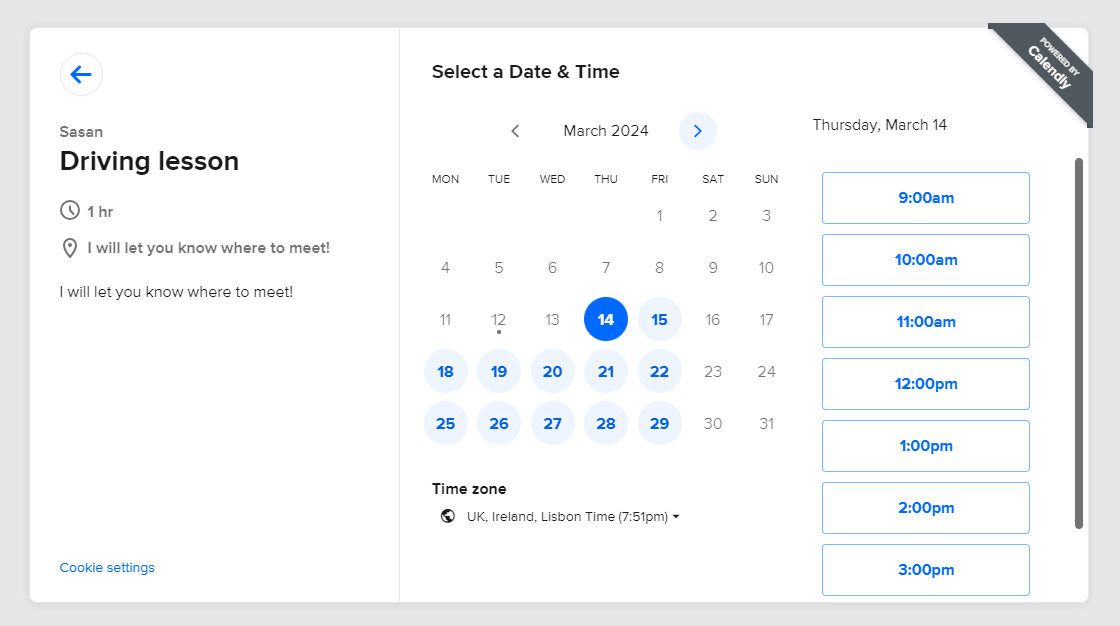 POWERED BY
Calendly
Sasan
Driving lesson
1 hr
I will let you know where to meet!
I will let you know where to meet!
Cookie settings
Select a Date & Time
March 2024
MON TUE WED THU FRI SAT SUN
1 2 3
4 5 6 7 8 9 10
11 12 13 14 15 16 17
18 19 20 21 22 23 24
25 26 27 28 29 30 31
Time zone
UK, Ireland, Lisbon Time (7:51pm)
Thursday, March 14
9:00am
10:00am
11:00am
12:00pm
1:00pm
2:00pm
3:00pm